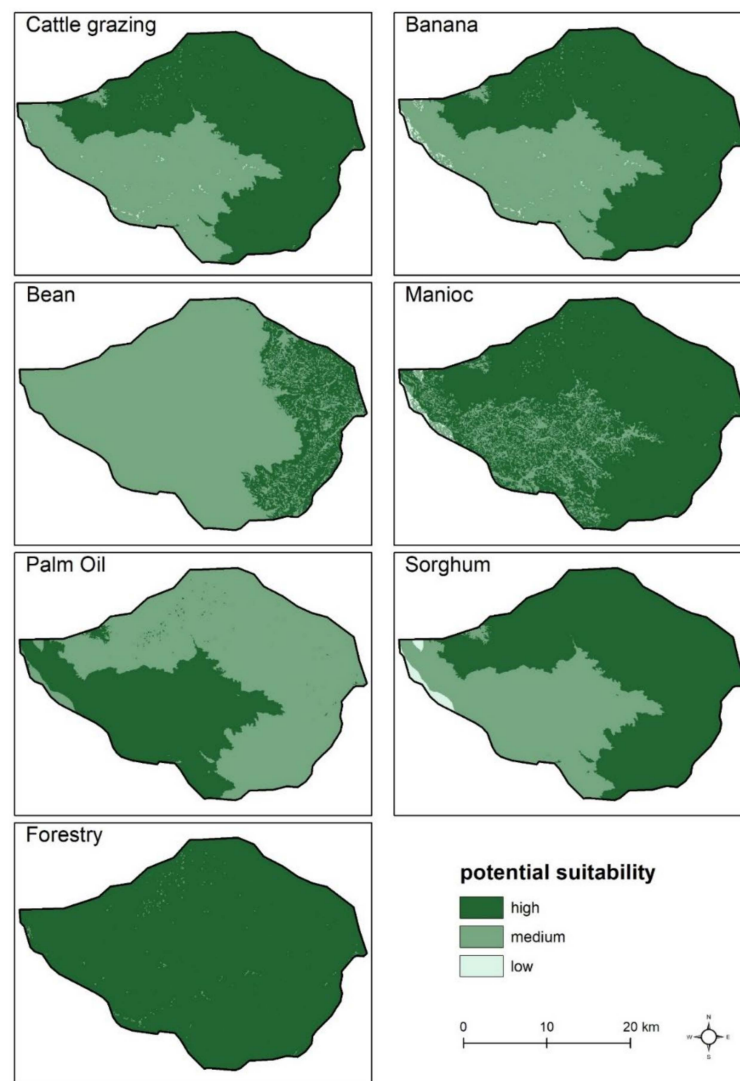 Cattle grazing
Banana
Bean
Manioc
Palm Oil
Sorghum
Forestry
potential suitability
high
medium
low
0 10 20 km
N
W E
S